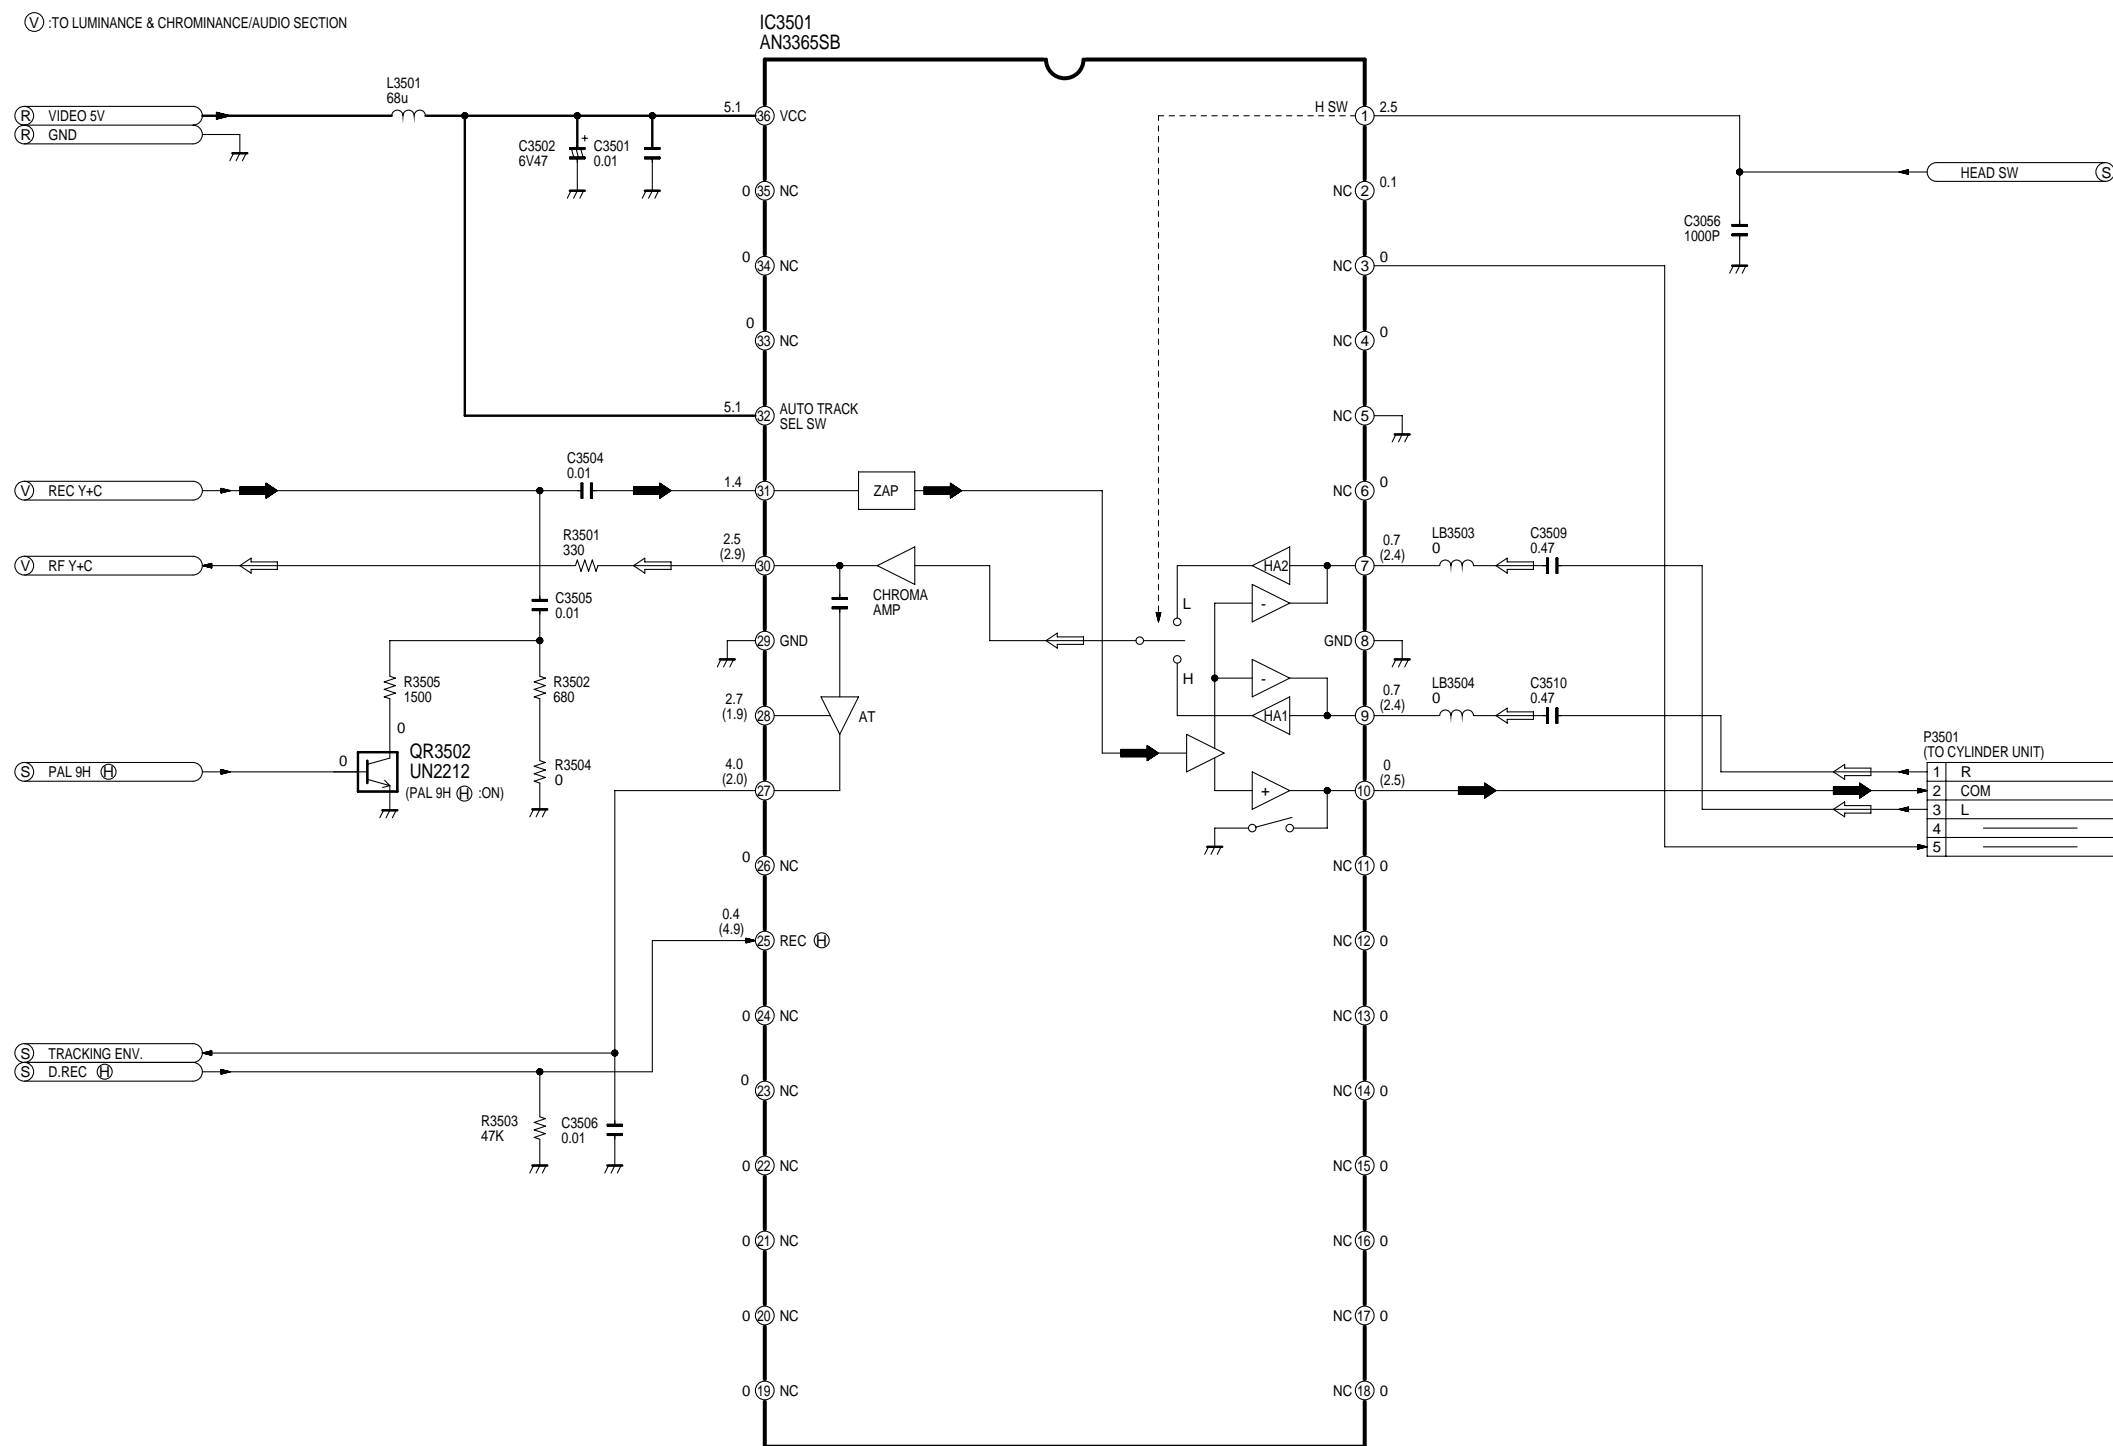 Ⓥ :TO LUMINANCE & CHROMINANCE/AUDIO SECTION
IC3501
AN3365SB
Ⓡ VIDEO 5V
Ⓡ GND
L3501
68u
C3502
6V47
+
C3501
0.01
5.1 36 VCC
0 35 NC
0 34 NC
0 33 NC
5.1 32 AUTO TRACK
SEL SW
Ⓥ REC Y+C
C3504
0.01
1.4 31
ZAP
Ⓥ RF Y+C
R3501
330
2.5
(2.9) 30
CHROMA
AMP
C3505
0.01
29 GND
R3505
1500
R3502
680
2.7
(1.9) 28
AT
0
Ⓢ PAL 9H Ⓗ
0
QR3502
UN2212
(PAL 9H Ⓗ :ON)
R3504
0
4.0
(2.0) 27
0 26 NC
0.4
(4.9) 25 REC Ⓗ
0 24 NC
Ⓢ TRACKING ENV.
Ⓢ D.REC Ⓗ
0 23 NC
R3503
47K
C3506
0.01
0 22 NC
0 21 NC
0 20 NC
0 19 NC
H SW 1 2.5
HEAD SW Ⓢ
NC 2 0.1
C3056
1000P
NC 3 0
NC 4 0
NC 5
NC 6 0
HA2
7 0.7
(2.4)
LB3503
0
C3509
0.47
L
-
GND 8
H
-
HA1
9 0.7
(2.4)
LB3504
0
C3510
0.47
+
10 0
(2.5)
P3501
(TO CYLINDER UNIT)
1 R
2 COM
3 L
4
5
NC 11 0
NC 12 0
NC 13 0
NC 14 0
NC 15 0
NC 16 0
NC 17 0
NC 18 0